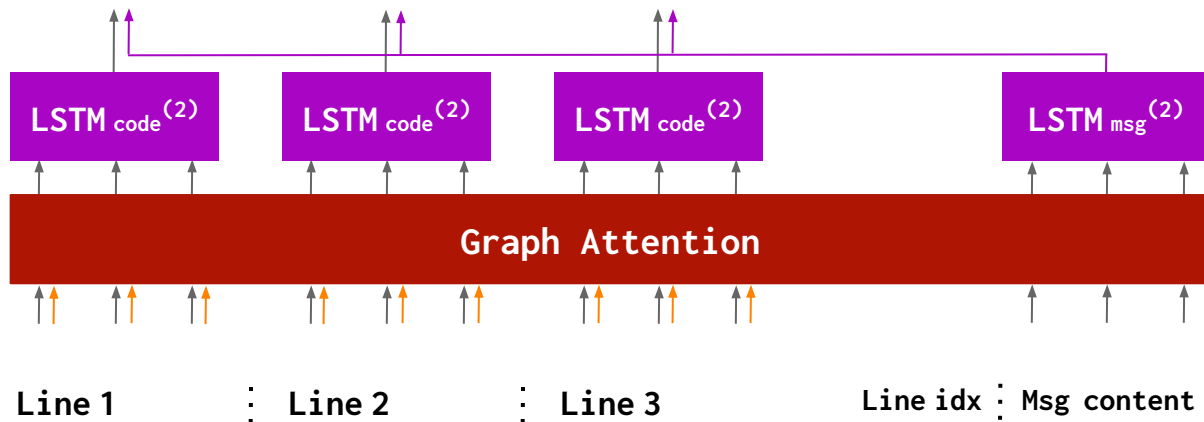 LSTM code(2) LSTM code(2) LSTM code(2) LSTM msg(2)
Graph Attention
Line 1 Line 2 Line 3 Line idx Msg content